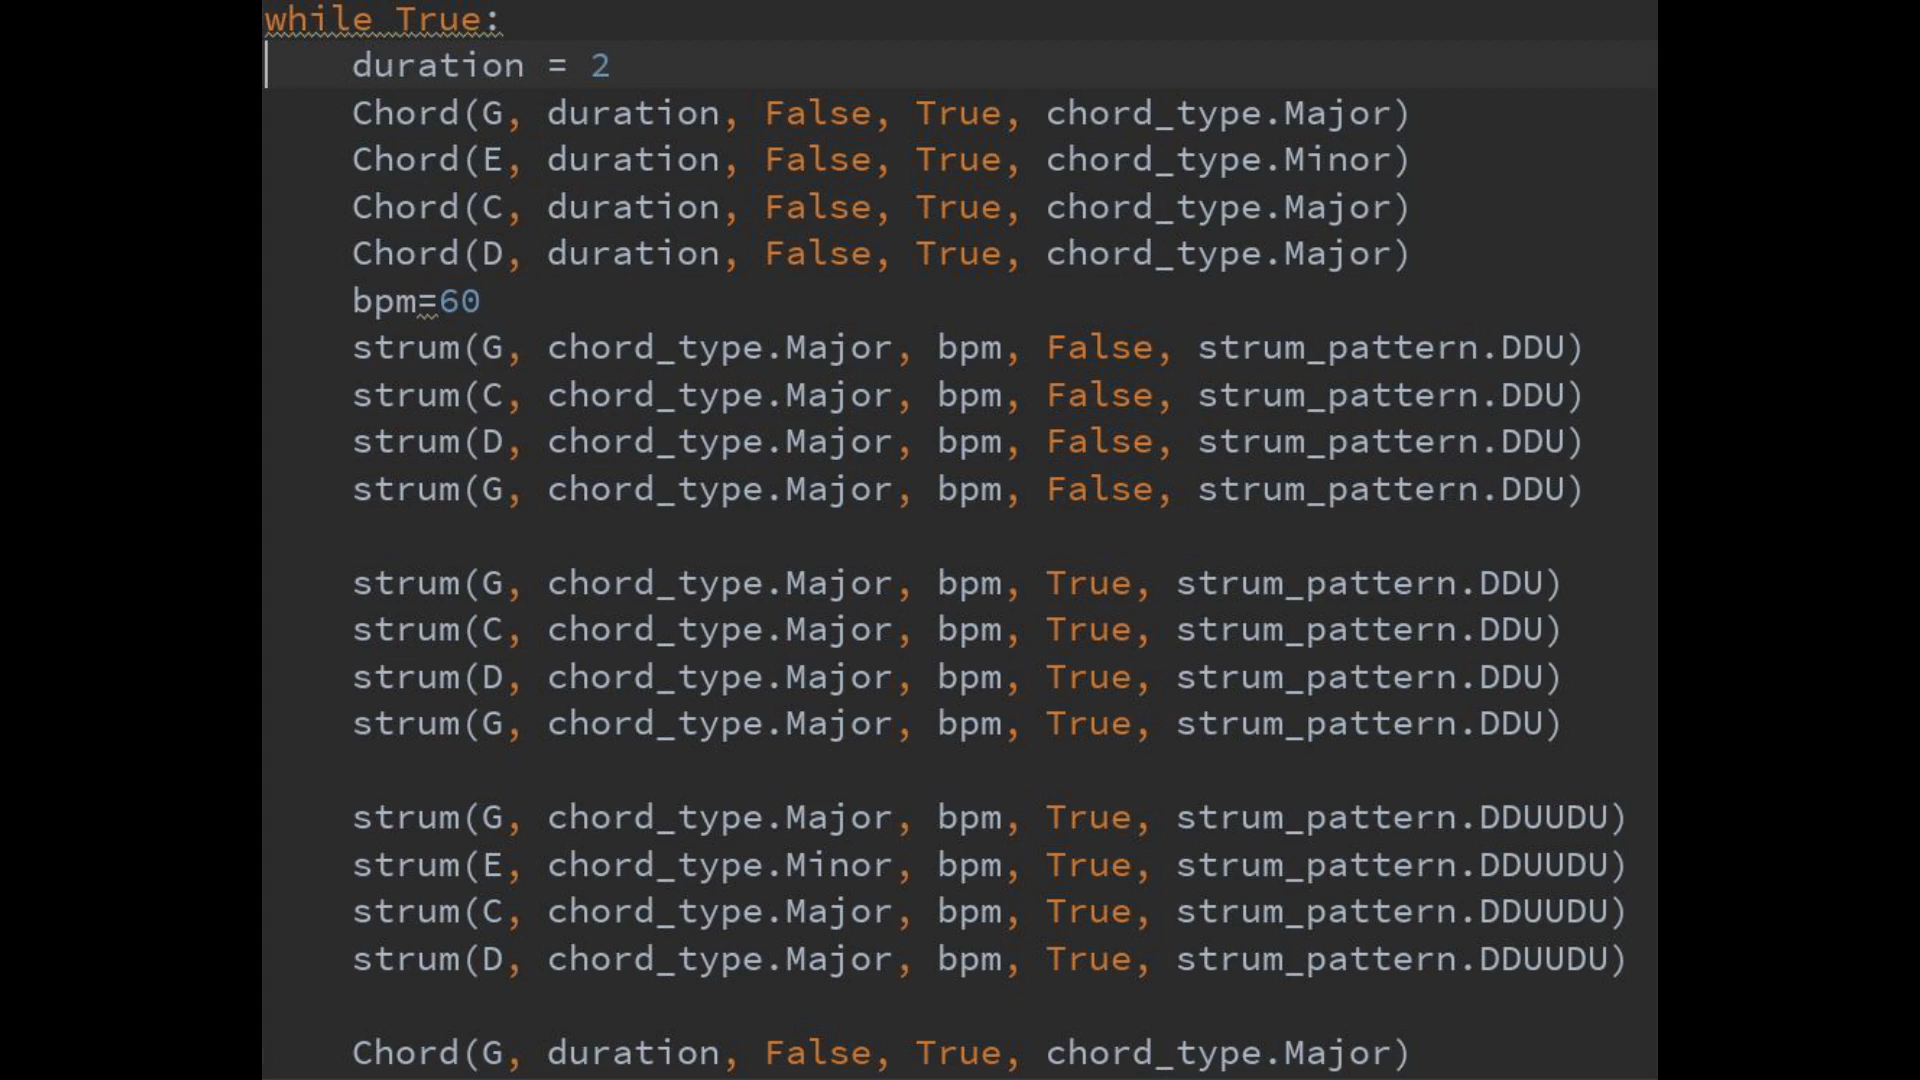 while True:
    duration = 2
    Chord(G, duration, False, True, chord_type.Major)
    Chord(E, duration, False, True, chord_type.Minor)
    Chord(C, duration, False, True, chord_type.Major)
    Chord(D, duration, False, True, chord_type.Major)
    bpm=60
    strum(G, chord_type.Major, bpm, False, strum_pattern.DDU)
    strum(C, chord_type.Major, bpm, False, strum_pattern.DDU)
    strum(D, chord_type.Major, bpm, False, strum_pattern.DDU)
    strum(G, chord_type.Major, bpm, False, strum_pattern.DDU)

    strum(G, chord_type.Major, bpm, True, strum_pattern.DDU)
    strum(C, chord_type.Major, bpm, True, strum_pattern.DDU)
    strum(D, chord_type.Major, bpm, True, strum_pattern.DDU)
    strum(G, chord_type.Major, bpm, True, strum_pattern.DDU)

    strum(G, chord_type.Major, bpm, True, strum_pattern.DDUUDU)
    strum(E, chord_type.Minor, bpm, True, strum_pattern.DDUUDU)
    strum(C, chord_type.Major, bpm, True, strum_pattern.DDUUDU)
    strum(D, chord_type.Major, bpm, True, strum_pattern.DDUUDU)

    Chord(G, duration, False, True, chord_type.Major)